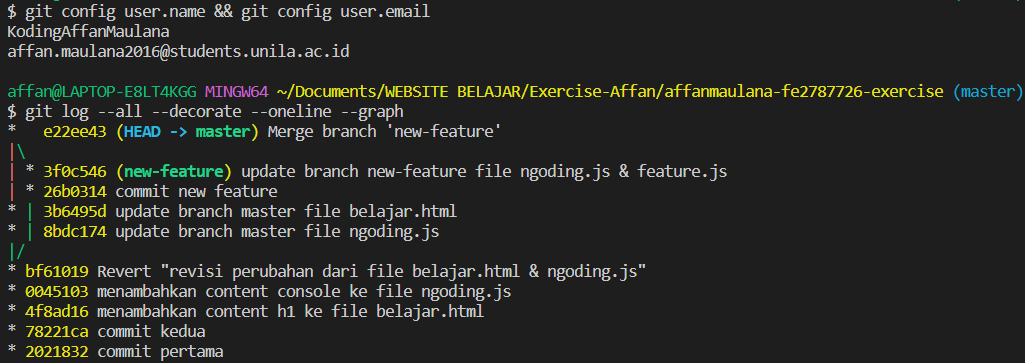 $ git config user.name && git config user.email
KodingAffanMaulana
affan.maulana2016@students.unila.ac.id
affan@LAPTOP-E8LT4KGG MINGW64 ~/Documents/WEBSITE BELAJAR/Exercise-Affan/affanmaulana-fe2787726-exercise (master)
$ git log --all --decorate --oneline --graph
*   e22ee43 (HEAD -> master) Merge branch 'new-feature'
|\
| * 3f0c546 (new-feature) update branch new-feature file ngoding.js & feature.js
| * 26b0314 commit new feature
* | 3b6495d update branch master file belajar.html
* | 8bdc174 update branch master file ngoding.js
|/
* bf61019 Revert "revisi perubahan dari file belajar.html & ngoding.js"
* 0045103 menambahkan content console ke file ngoding.js
* 4f8ad16 menambahkan content h1 ke file belajar.html
* 78221ca commit kedua
* 2021832 commit pertama